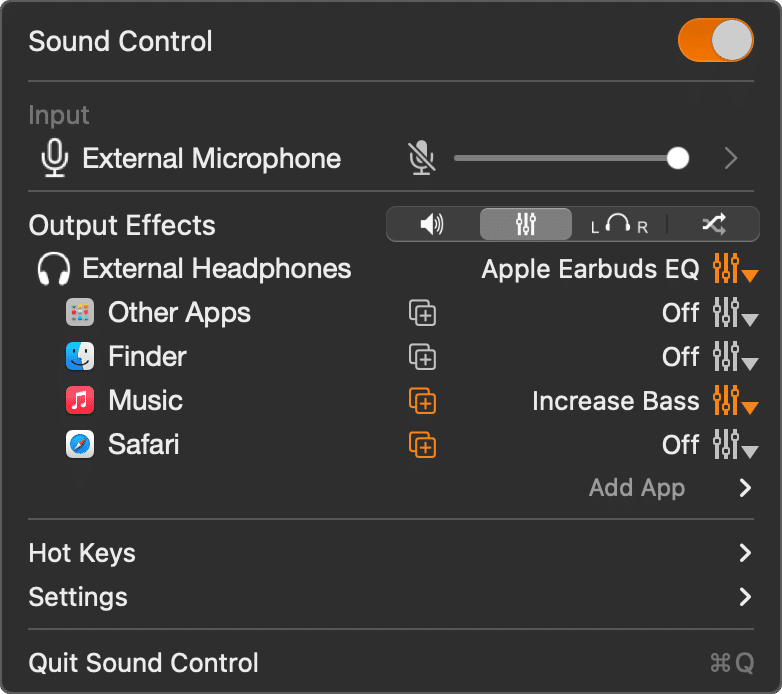 Sound Control
Input
External Microphone
Output Effects L R
External Headphones Apple Earbuds EQ
Other Apps Off
Finder Off
Music Increase Bass
Safari Off
Add App
Hot Keys
Settings
Quit Sound Control ⌘Q